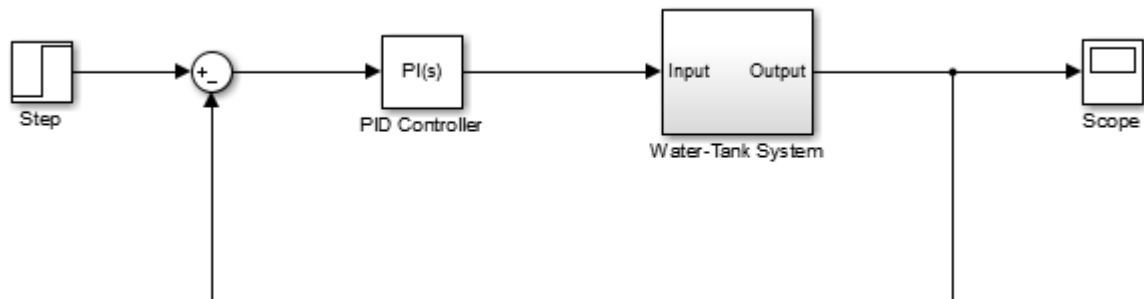 Step
+
−
PI(s)
PID Controller
Input
Output
Water-Tank System
Scope